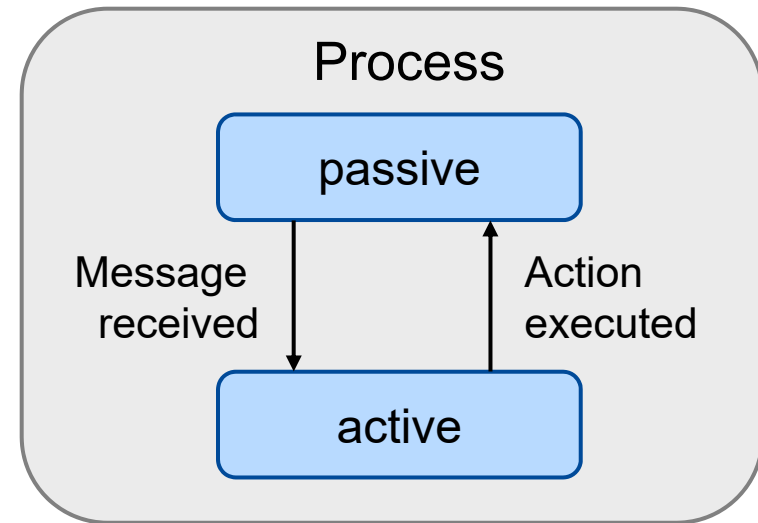 Process
passive
Message
received
Action
executed
active